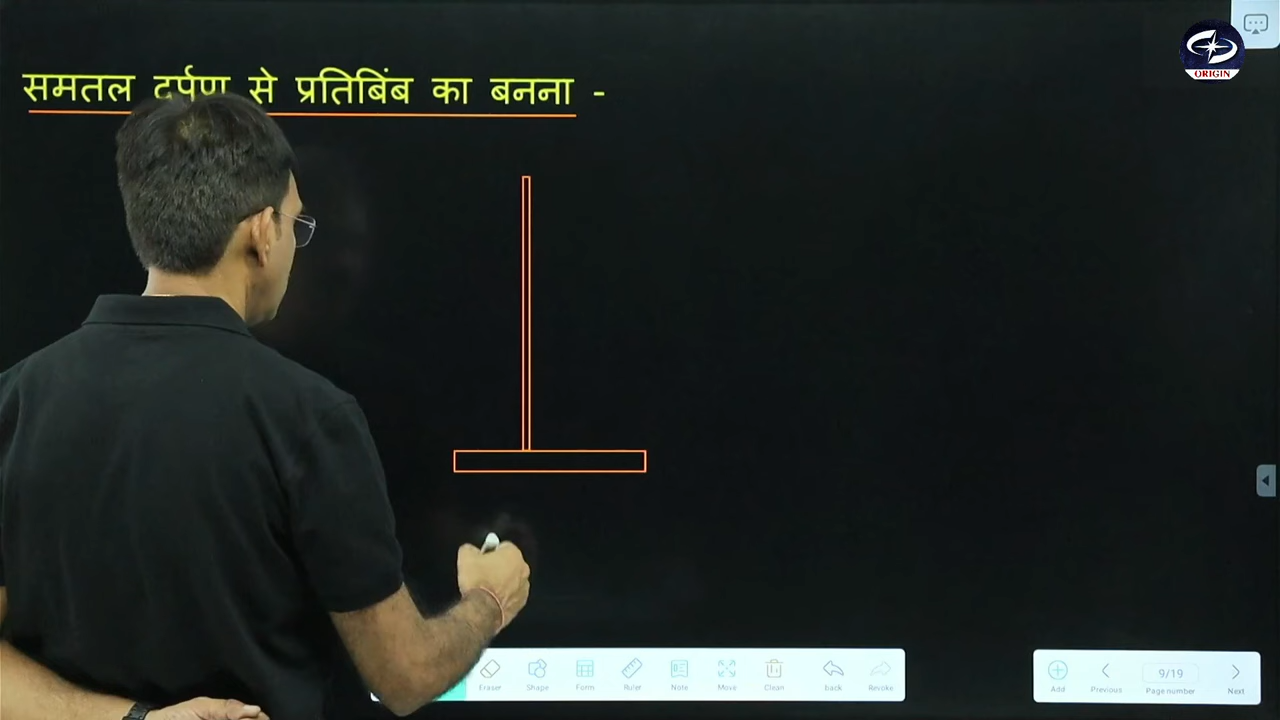 समतल दर्पण से प्रतिबिंब का बनना -
ORIGIN
Eraser
Shape
Form
Ruler
Note
Move
Clean
back
Revoke
Add
Previous
9/19
Page number
Next